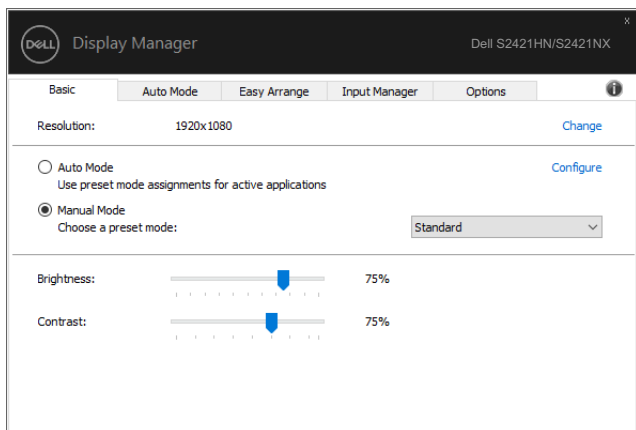 x
DELL Display Manager Dell S2421HN/S2421NX
Basic Auto Mode Easy Arrange Input Manager Options i
Resolution: 1920x1080 Change
Auto Mode Configure
Use preset mode assignments for active applications
Manual Mode
Choose a preset mode: Standard
Brightness: 75%
Contrast: 75%